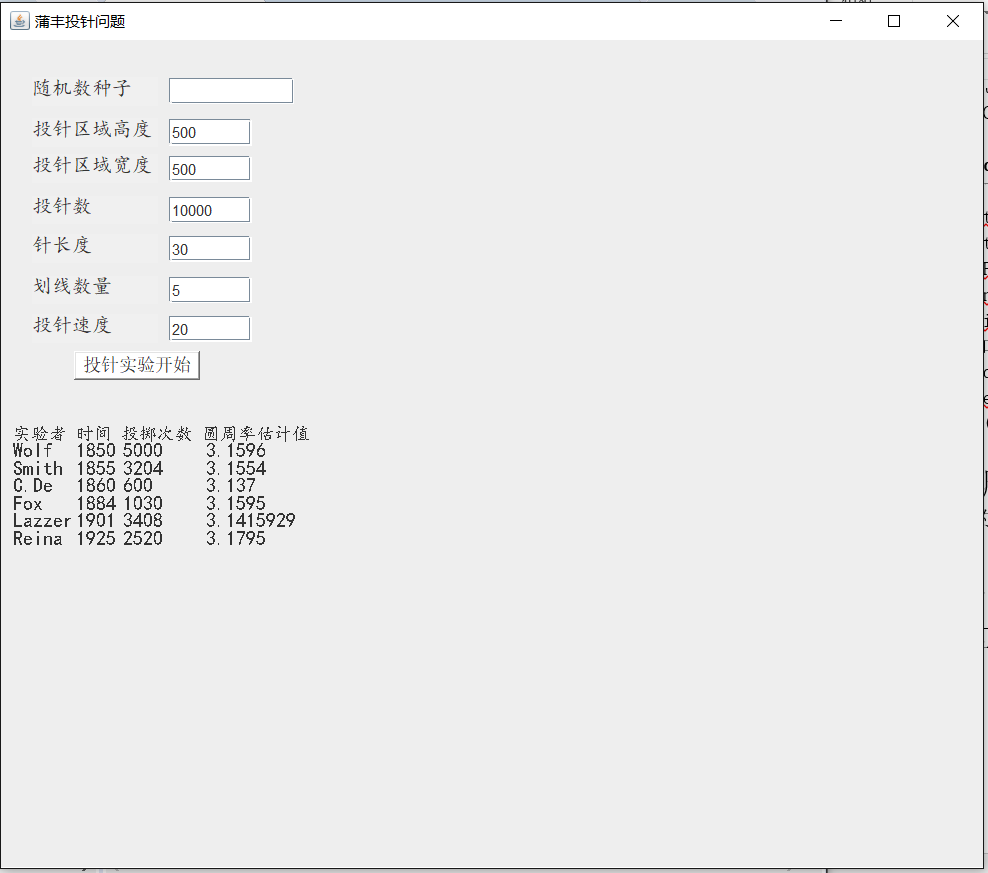 蒲丰投针问题
随机数种子
投针区域高度 500
投针区域宽度 500
投针数 10000
针长度 30
划线数量 5
投针速度 20
投针实验开始
实验者 时间 投掷次数 圆周率估计值
Wolf 1850 5000 3.1596
Smith 1855 3204 3.1554
C.De 1860 600 3.137
Fox 1884 1030 3.1595
Lazzer 1901 3408 3.1415929
Reina 1925 2520 3.1795